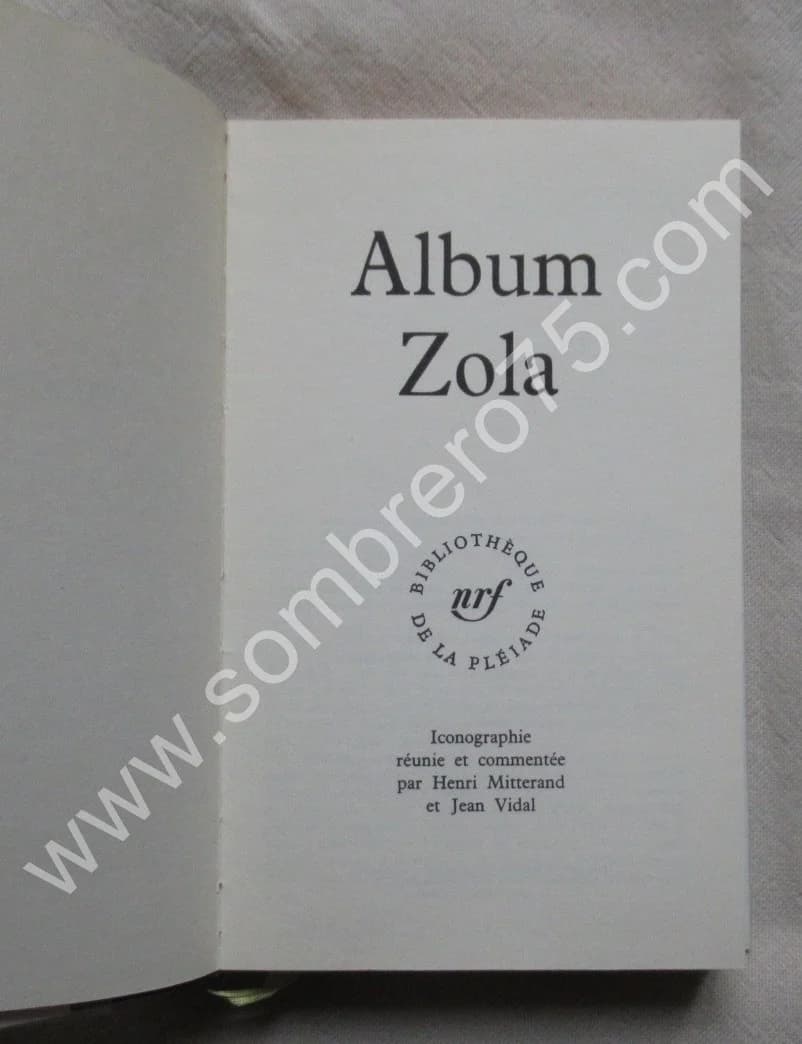 Album
Zola
BIBLIOTHÈQUE
DE LA PLÉIADE
nrf
Iconographie
réunie et commentée
par Henri Mitterand
et Jean Vidal
www.sombrero75.com